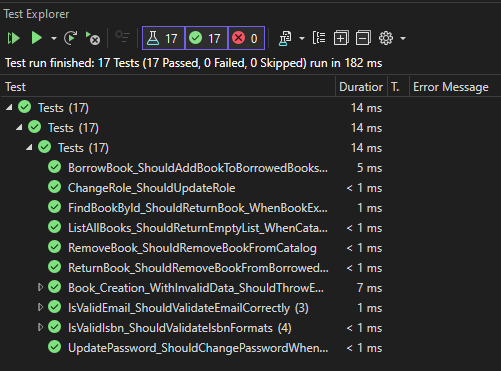 Test Explorer
17 17 0
Test run finished: 17 Tests (17 Passed, 0 Failed, 0 Skipped) run in 182 ms
Test Duration T. Error Message
Tests (17) 14 ms
Tests (17) 14 ms
Tests (17) 14 ms
BorrowBook_ShouldAddBookToBorrowedBooks... 5 ms
ChangeRole_ShouldUpdateRole < 1 ms
FindBookById_ShouldReturnBook_WhenBookEx... 1 ms
ListAllBooks_ShouldReturnEmptyList_WhenCata... < 1 ms
RemoveBook_ShouldRemoveBookFromCatalog < 1 ms
ReturnBook_ShouldRemoveBookFromBorrowed... < 1 ms
Book_Creation_WithInvalidData_ShouldThrowE... 7 ms
IsValidEmail_ShouldValidateEmailCorrectly (3) 1 ms
IsValidIsbn_ShouldValidateIsbnFormats (4) < 1 ms
UpdatePassword_ShouldChangePasswordWhen... < 1 ms